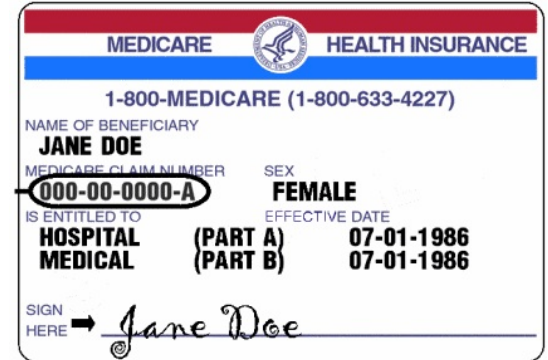 MEDICARE HEALTH INSURANCE
1-800-MEDICARE (1-800-633-4227)
NAME OF BENEFICIARY
JANE DOE
MEDICARE CLAIM NUMBER SEX
000-00-0000-A FEMALE
IS ENTITLED TO EFFECTIVE DATE
HOSPITAL (PART A) 07-01-1986
MEDICAL (PART B) 07-01-1986
SIGN
HERE Jane Doe